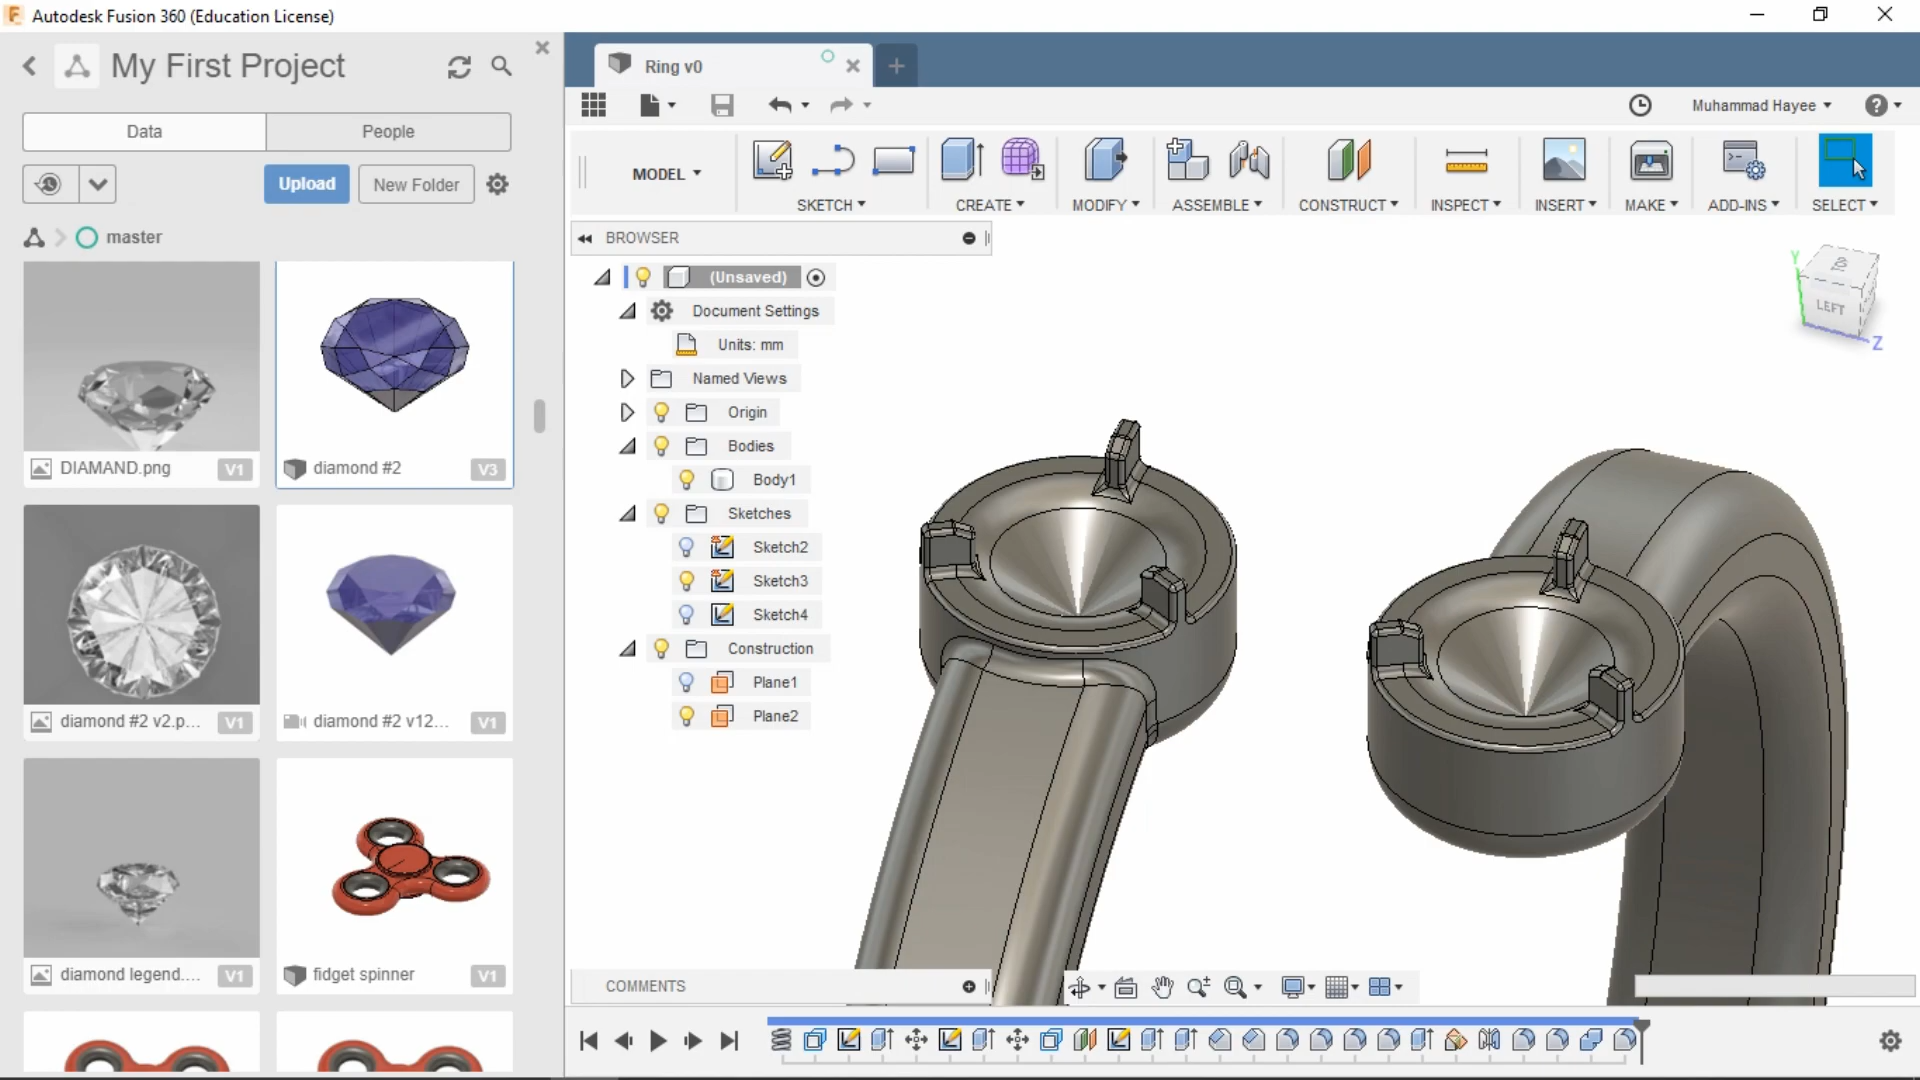 Autodesk Fusion 360 (Education License)
My First Project
Data
People
Upload
New Folder
master
DIAMAND.png
V1
diamond #2
V3
diamond #2 v2.p...
V1
diamond #2 v12...
V1
diamond legend....
V1
fidget spinner
V1
Ring v0
Muhammad Hayee
MODEL
SKETCH
CREATE
MODIFY
ASSEMBLE
CONSTRUCT
INSPECT
INSERT
MAKE
ADD-INS
SELECT
BROWSER
(Unsaved)
Document Settings
Units: mm
Named Views
Origin
Bodies
Body1
Sketches
Sketch2
Sketch3
Sketch4
Construction
Plane1
Plane2
Y
LEFT
Z
COMMENTS